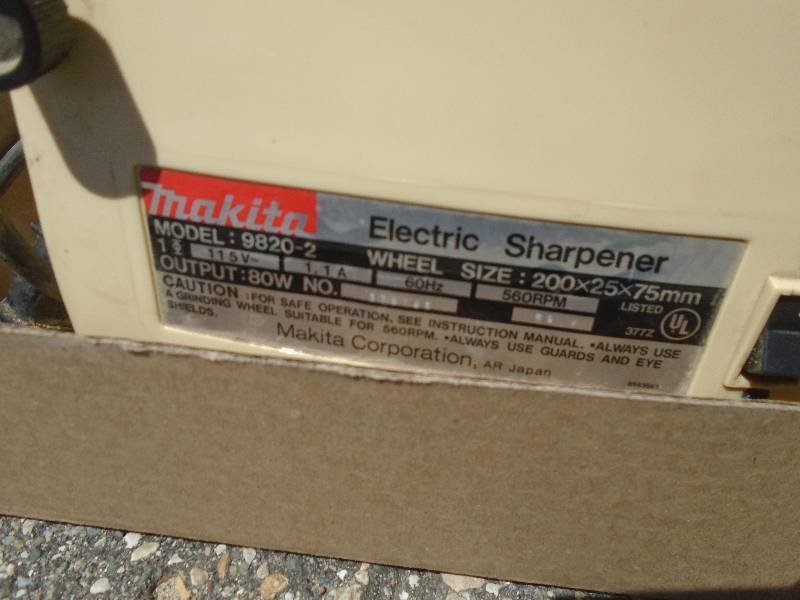 Makita Electric Sharpener
MODEL: 9820-2 WHEEL SIZE: 200×25×75mm
115V~ 1.1A 60Hz 560RPM
OUTPUT: 80W NO. LISTED
3772 UL
CAUTION: FOR SAFE OPERATION, SEE INSTRUCTION MANUAL. •ALWAYS USE
A GRINDING WHEEL SUITABLE FOR 560RPM. •ALWAYS USE GUARDS AND EYE
SHIELDS.
Makita Corporation, AR Japan